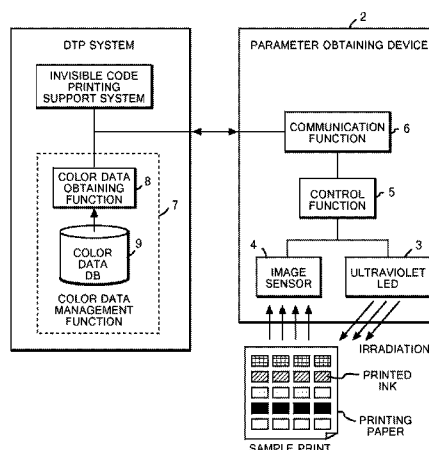 DTP SYSTEM
INVISIBLE CODE
PRINTING
SUPPORT SYSTEM
COLOR DATA
OBTAINING
FUNCTION
8
7
9
COLOR
DATA
DB
COLOR DATA
MANAGEMENT
FUNCTION
2
PARAMETER OBTAINING DEVICE
COMMUNICATION
FUNCTION
6
CONTROL
FUNCTION
5
4
IMAGE
SENSOR
3
ULTRAVIOLET
LED
IRRADIATION
PRINTED
INK
PRINTING
PAPER
SAMPLE PRINT